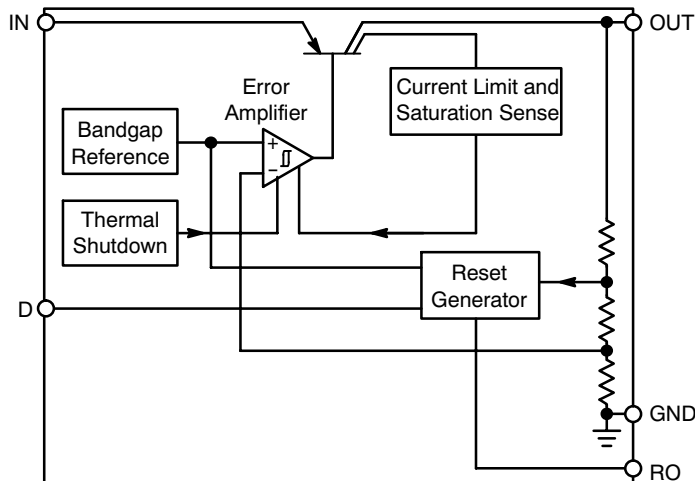 IN
OUT
Error
Amplifier
Current Limit and
Saturation Sense
Bandgap
Reference
+
−
Thermal
Shutdown
Reset
Generator
D
GND
RO